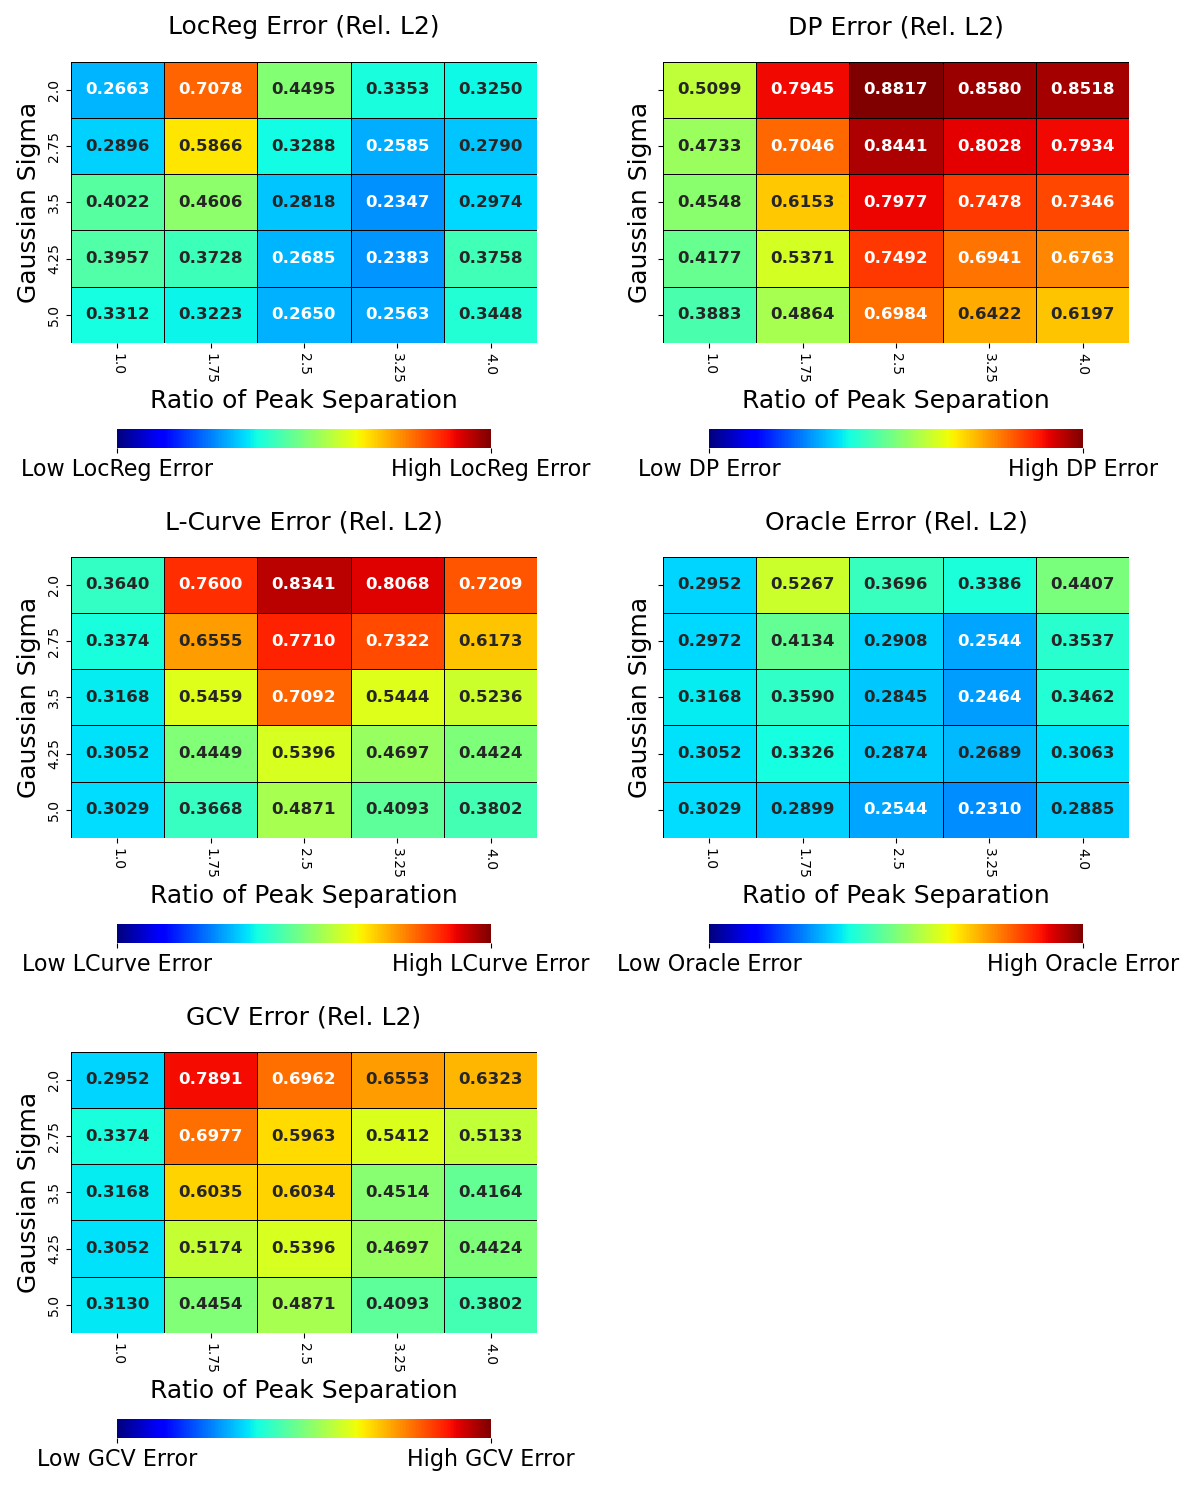 LocReg Error (Rel. L2)
Gaussian Sigma
2.0 0.2663 0.7078 0.4495 0.3353 0.3250
2.75 0.2896 0.5866 0.3288 0.2585 0.2790
3.5 0.4022 0.4606 0.2818 0.2347 0.2974
4.25 0.3957 0.3728 0.2685 0.2383 0.3758
5.0 0.3312 0.3223 0.2650 0.2563 0.3448
1.0 1.75 2.5 3.25 4.0
Ratio of Peak Separation
Low LocReg Error High LocReg Error
DP Error (Rel. L2)
Gaussian Sigma
0.5099 0.7945 0.8817 0.8580 0.8518
0.4733 0.7046 0.8441 0.8028 0.7934
0.4548 0.6153 0.7977 0.7478 0.7346
0.4177 0.5371 0.7492 0.6941 0.6763
0.3883 0.4864 0.6984 0.6422 0.6197
1.0 1.75 2.5 3.25 4.0
Ratio of Peak Separation
Low DP Error High DP Error
L-Curve Error (Rel. L2)
Gaussian Sigma
2.0 0.3640 0.7600 0.8341 0.8068 0.7209
2.75 0.3374 0.6555 0.7710 0.7322 0.6173
3.5 0.3168 0.5459 0.7092 0.5444 0.5236
4.25 0.3052 0.4449 0.5396 0.4697 0.4424
5.0 0.3029 0.3668 0.4871 0.4093 0.3802
1.0 1.75 2.5 3.25 4.0
Ratio of Peak Separation
Low LCurve Error High LCurve Error
Oracle Error (Rel. L2)
Gaussian Sigma
0.2952 0.5267 0.3696 0.3386 0.4407
0.2972 0.4134 0.2908 0.2544 0.3537
0.3168 0.3590 0.2845 0.2464 0.3462
0.3052 0.3326 0.2874 0.2689 0.3063
0.3029 0.2899 0.2544 0.2310 0.2885
1.0 1.75 2.5 3.25 4.0
Ratio of Peak Separation
Low Oracle Error High Oracle Error
GCV Error (Rel. L2)
Gaussian Sigma
2.0 0.2952 0.7891 0.6962 0.6553 0.6323
2.75 0.3374 0.6977 0.5963 0.5412 0.5133
3.5 0.3168 0.6035 0.6034 0.4514 0.4164
4.25 0.3052 0.5174 0.5396 0.4697 0.4424
5.0 0.3130 0.4454 0.4871 0.4093 0.3802
1.0 1.75 2.5 3.25 4.0
Ratio of Peak Separation
Low GCV Error High GCV Error